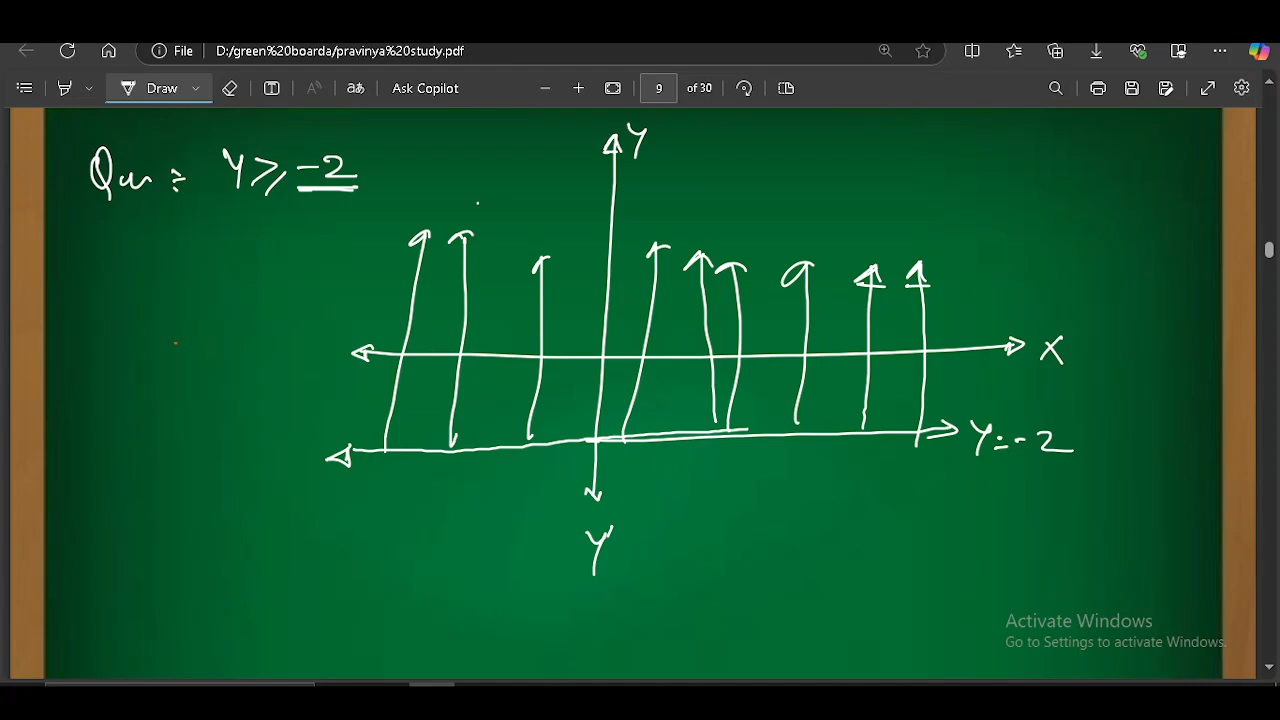 File D:/green%20boarda/pravinya%20study.pdf
Draw Ask Copilot 9 of 30
Qus : Y ≥ -2
Y
X
Y=-2
Y'
Activate Windows
Go to Settings to activate Windows.